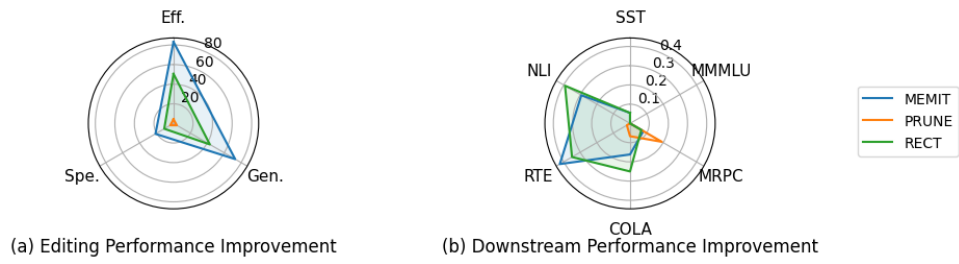 Eff.
80
60
40
20
Spe.
Gen.
(a) Editing Performance Improvement
SST
0.4
0.3
0.2
0.1
NLI
MMMLU
RTE
MRPC
COLA
(b) Downstream Performance Improvement
MEMIT
PRUNE
RECT